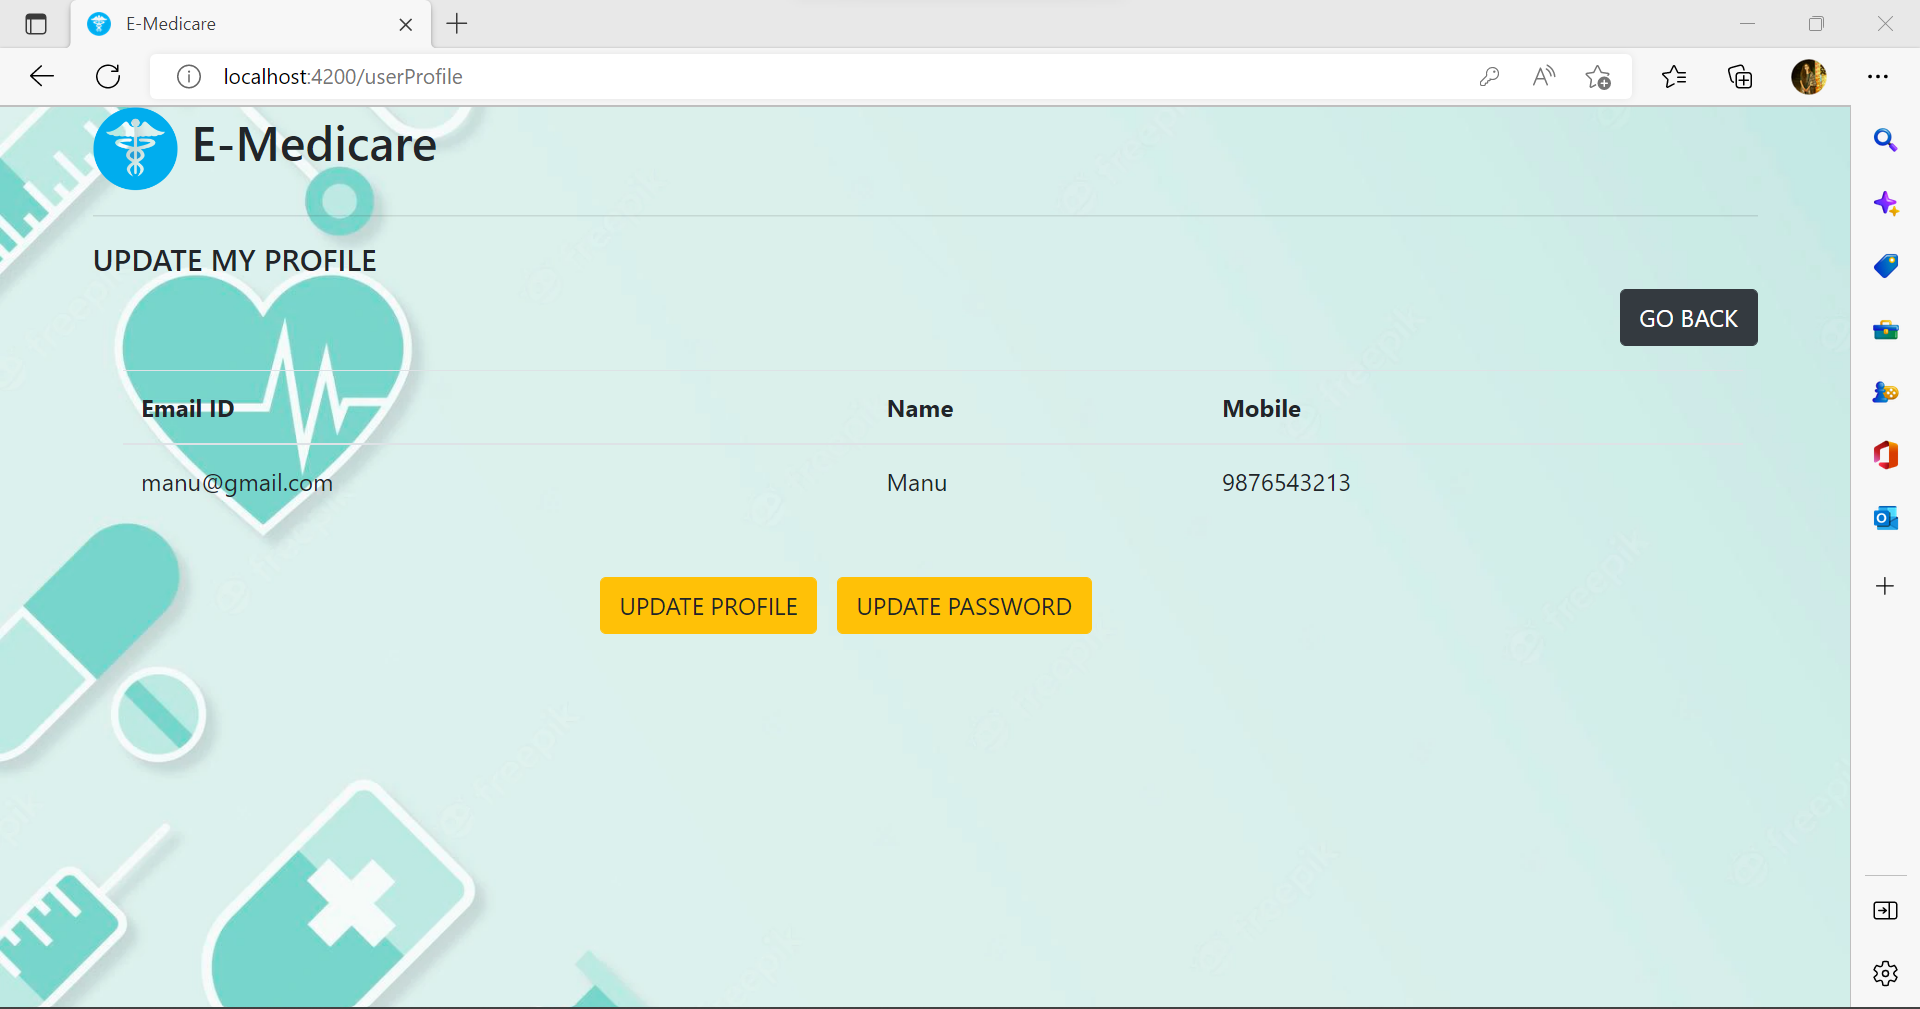 E-Medicare
localhost:4200/userProfile
E-Medicare
UPDATE MY PROFILE
GO BACK
Email ID Name Mobile
manu@gmail.com Manu 9876543213
UPDATE PROFILE UPDATE PASSWORD